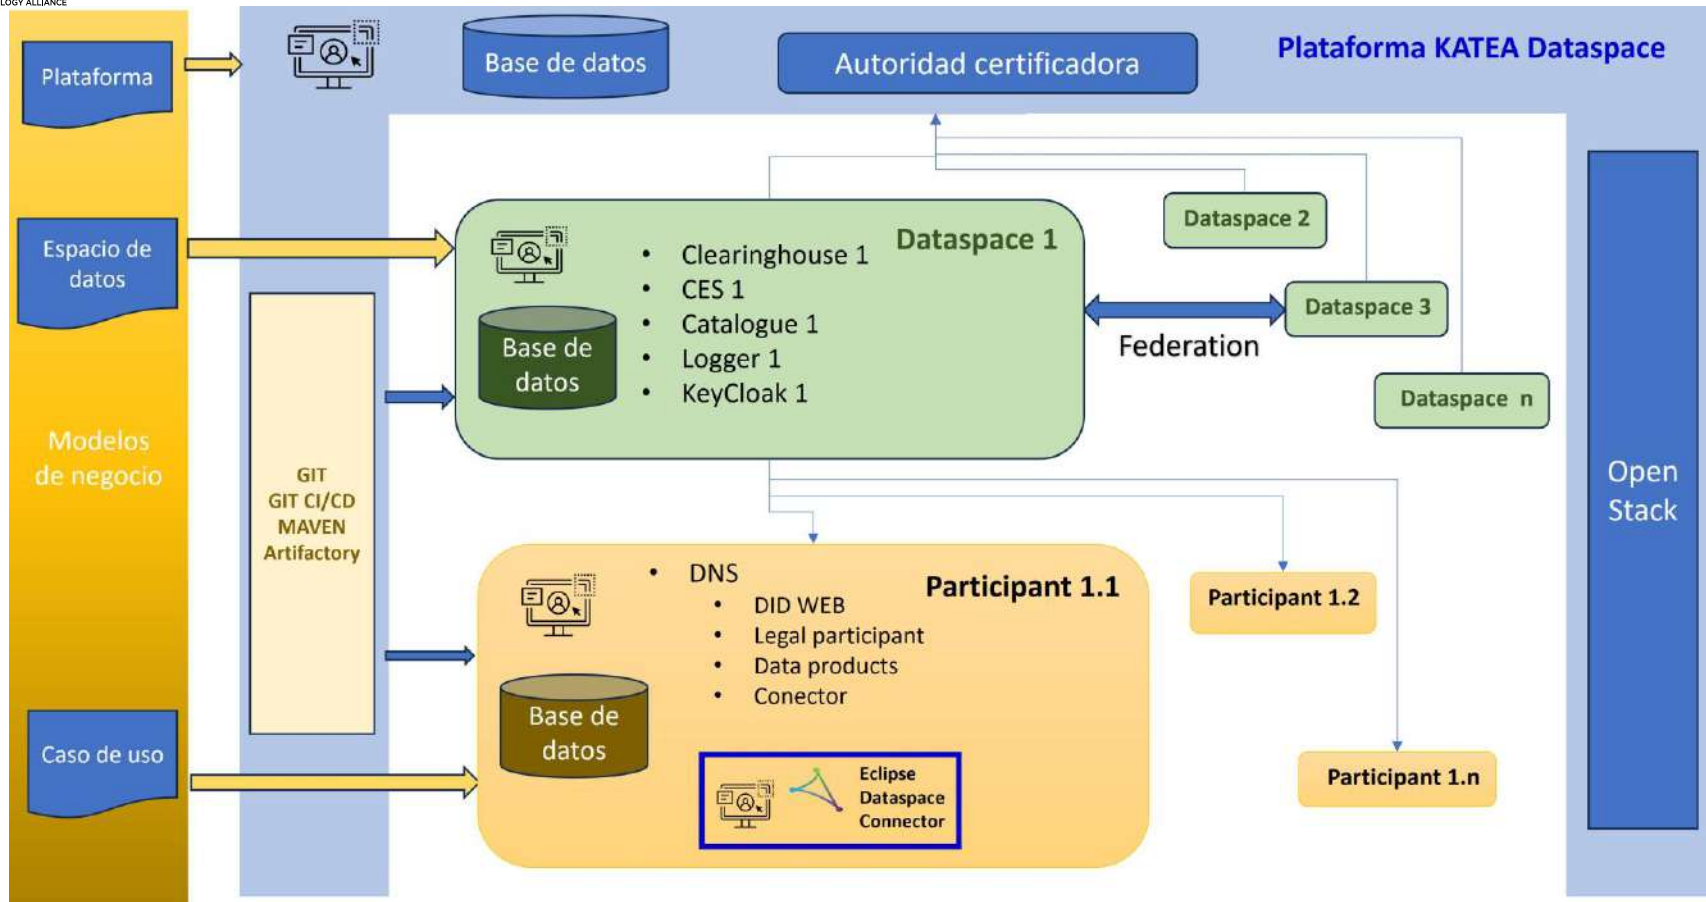 LOGY ALLIANCE
Plataforma
Base de datos
Autoridad certificadora
Plataforma KATEA Dataspace
Espacio de
datos
Modelos
de negocio
Caso de uso
GIT
GIT CI/CD
MAVEN
Artifactory
Dataspace 1
• Clearinghouse 1
• CES 1
• Catalogue 1
• Logger 1
• KeyCloak 1
Base de
datos
Dataspace 2
Dataspace 3
Federation
Dataspace n
Open
Stack
Participant 1.1
• DNS
• DID WEB
• Legal participant
• Data products
• Conector
Base de
datos
Eclipse
Dataspace
Connector
Participant 1.2
Participant 1.n